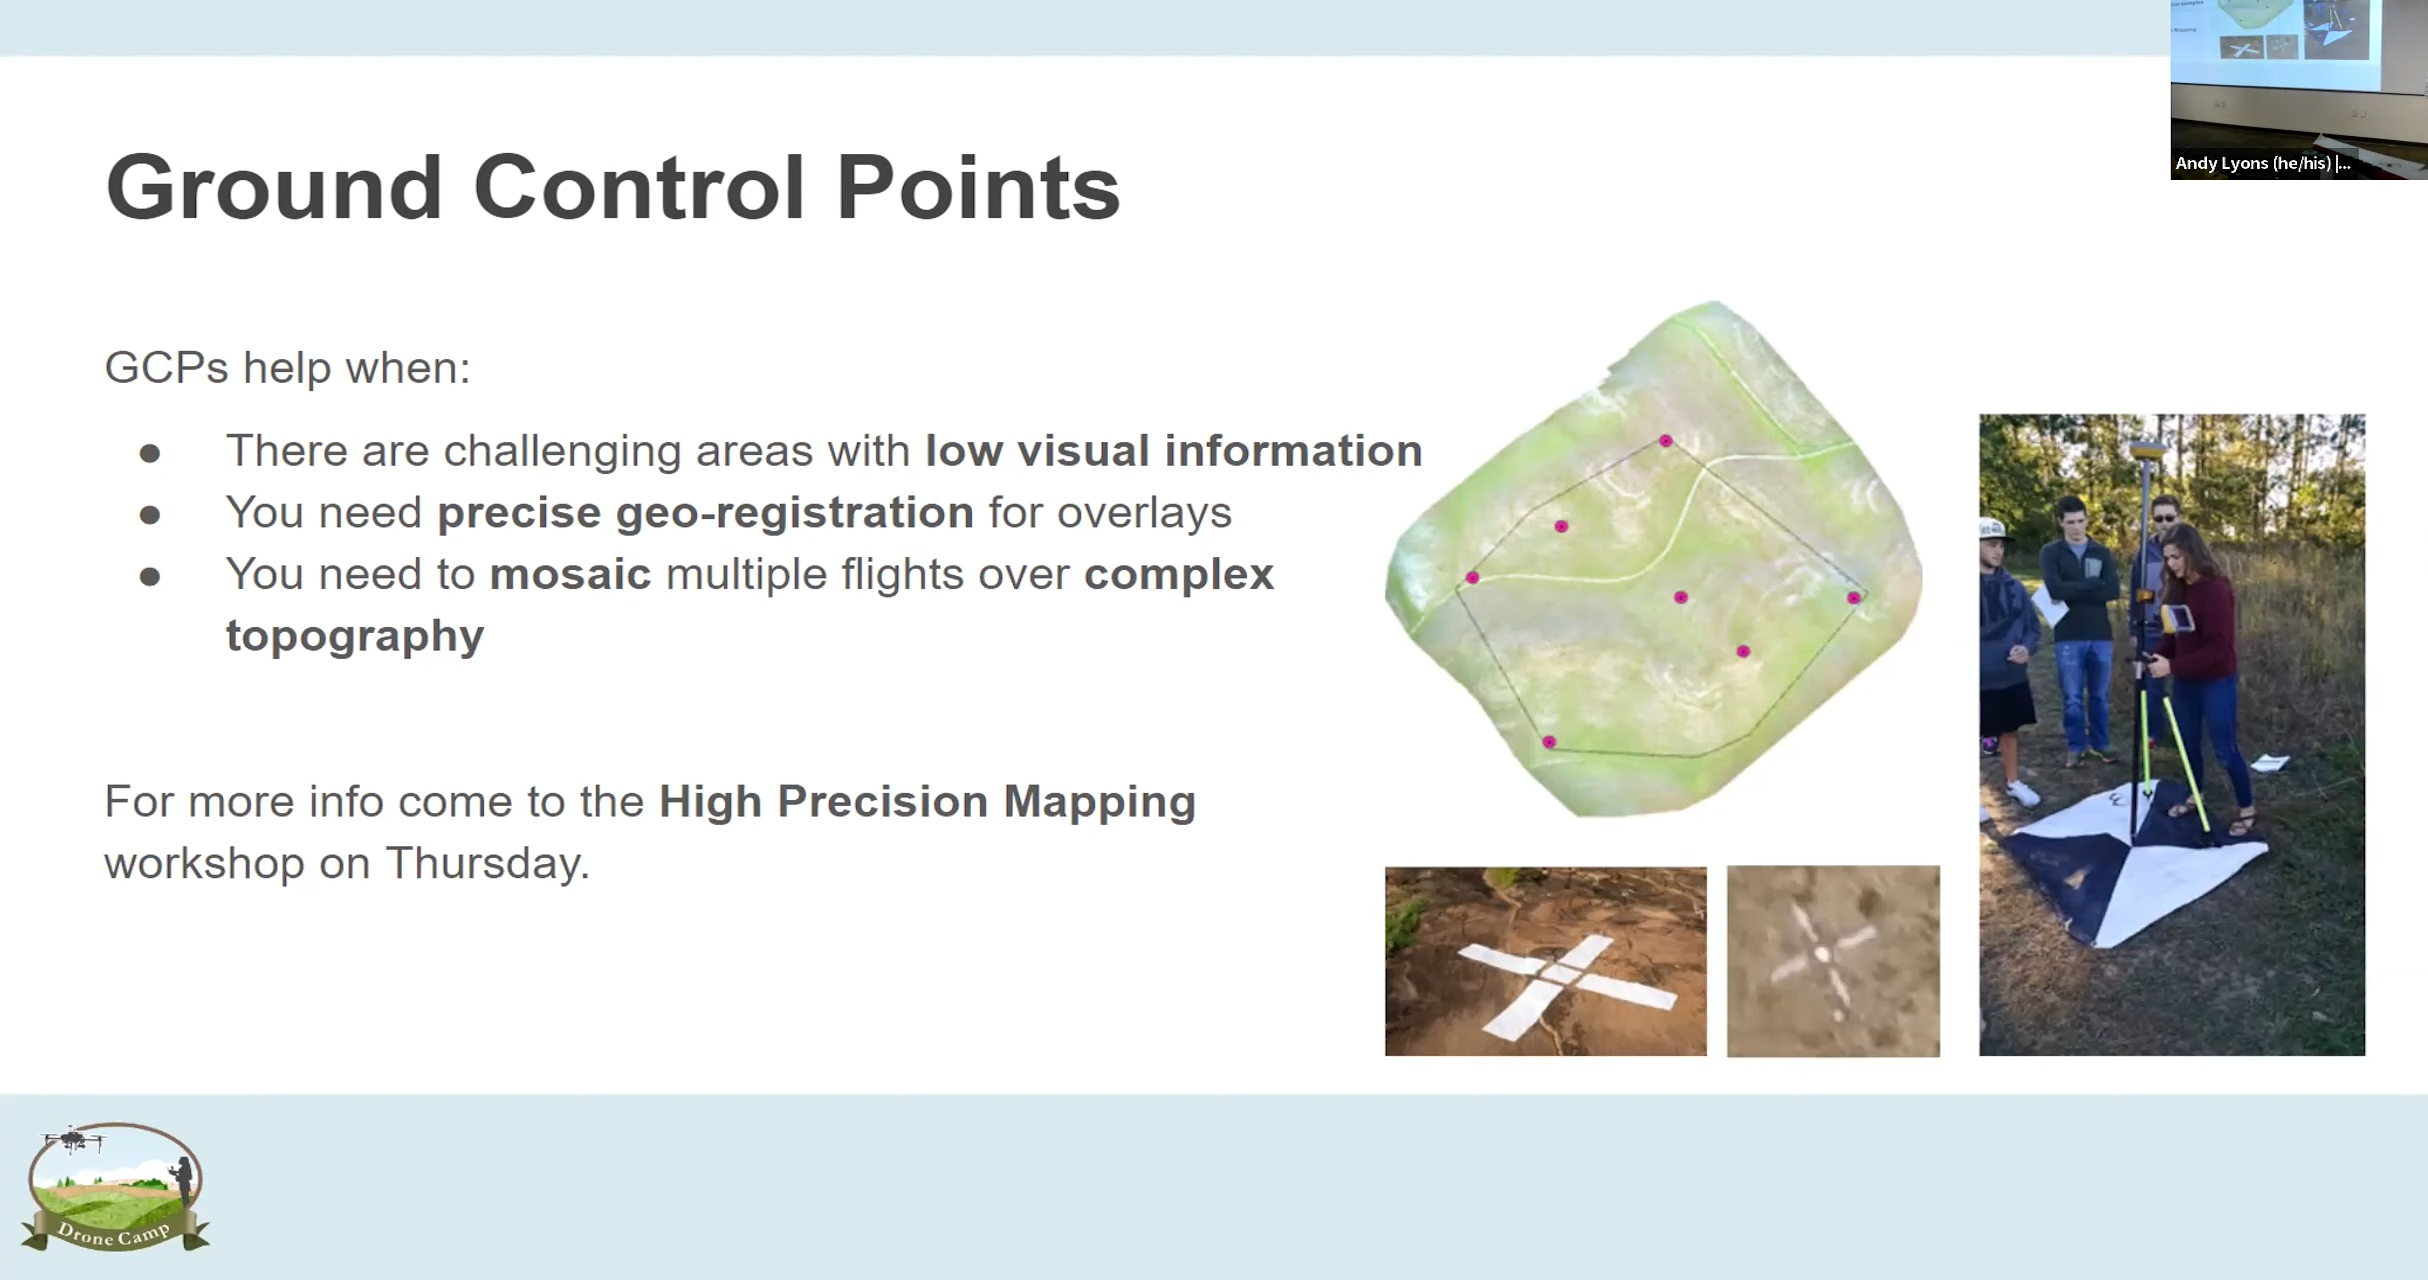 Ground Control Points
GCPs help when:
● There are challenging areas with low visual information
● You need precise geo-registration for overlays
● You need to mosaic multiple flights over complex
topography
For more info come to the High Precision Mapping
workshop on Thursday.
Andy Lyons (he/his) |...
Drone Camp